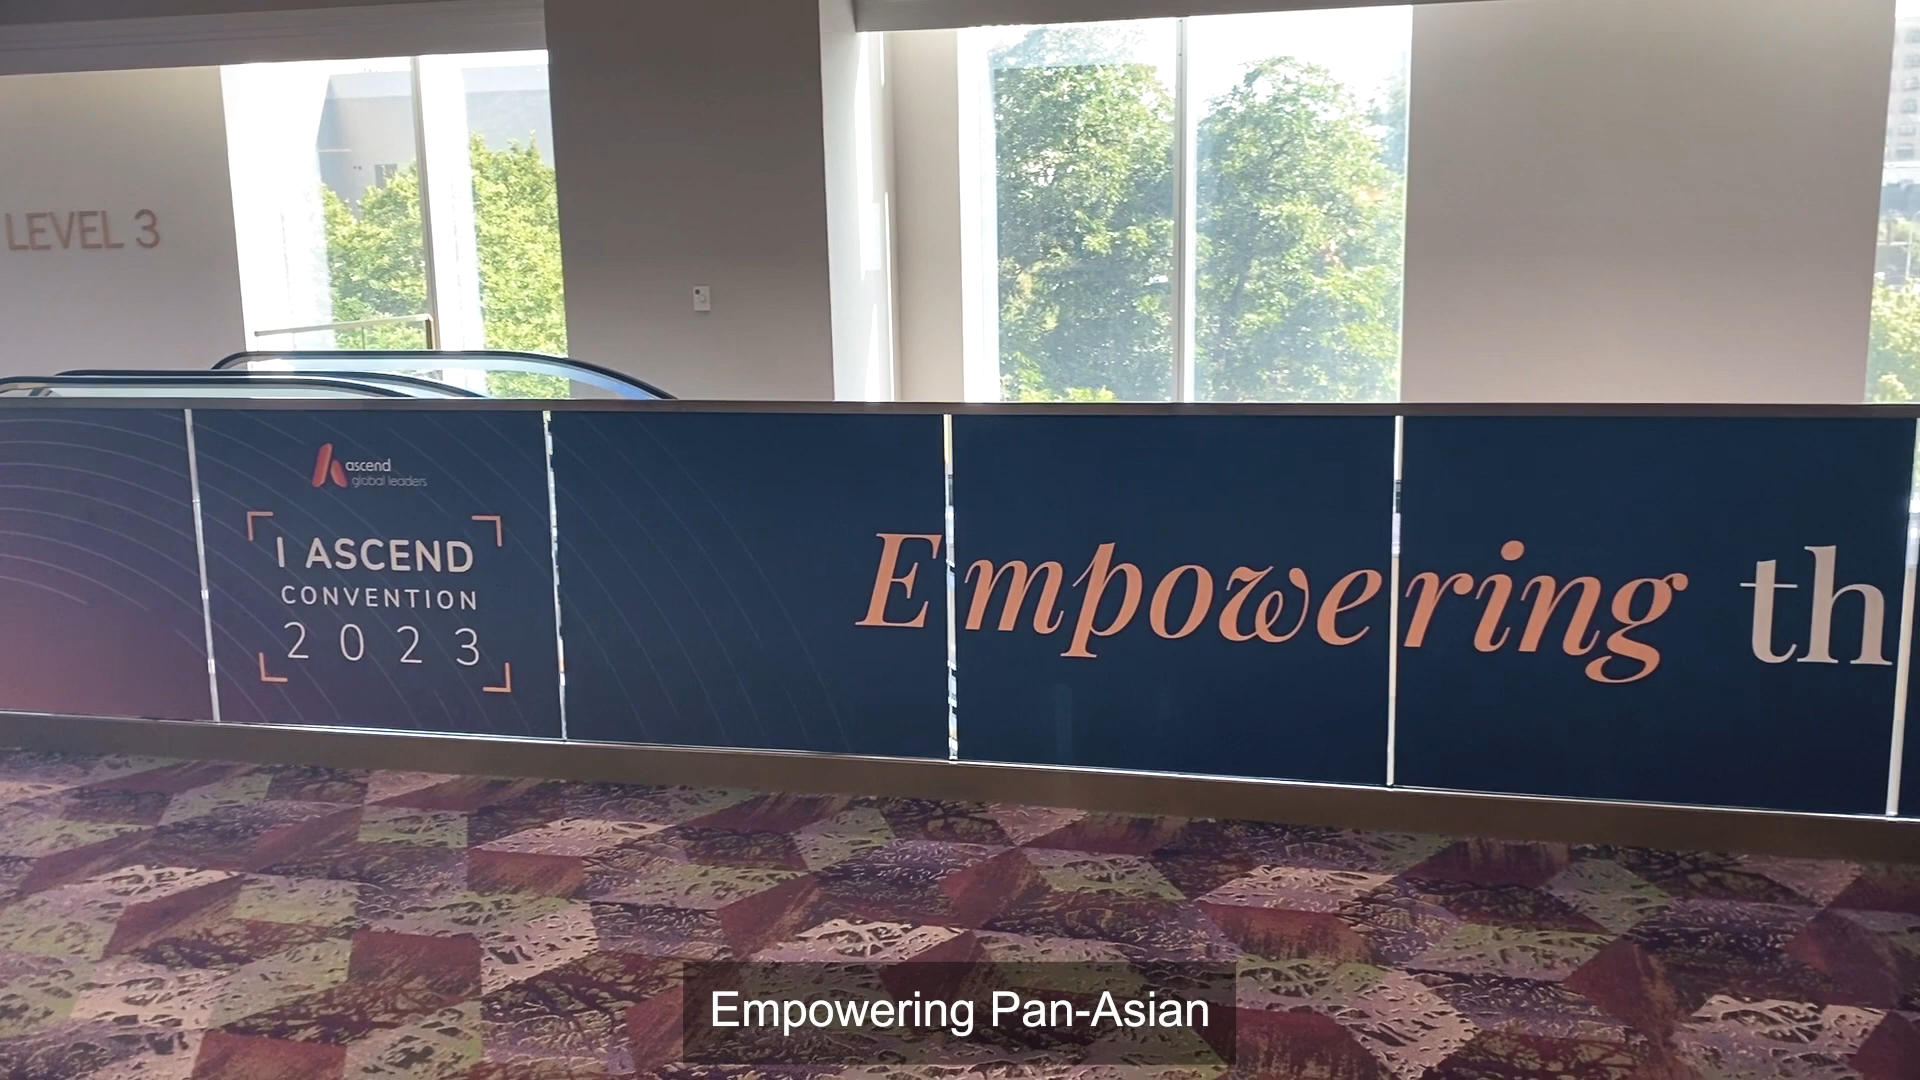 LEVEL 3
ascend
global leaders
I ASCEND
CONVENTION
2023
Empowering th
Empowering Pan-Asian